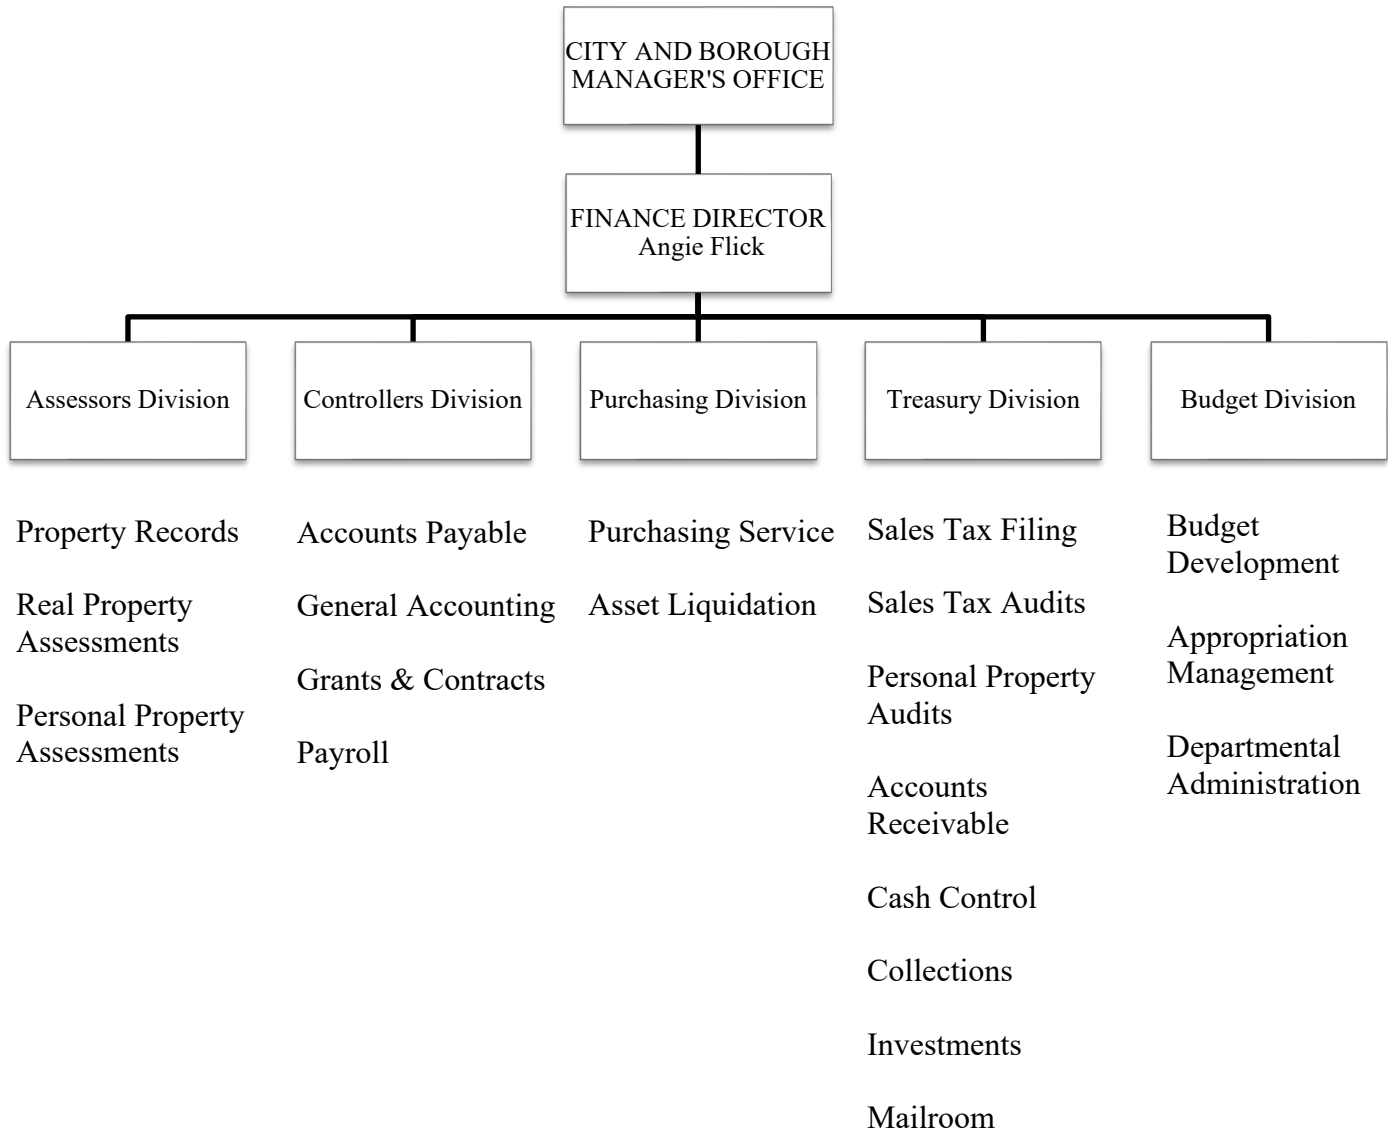 CITY AND BOROUGH
MANAGER'S OFFICE
FINANCE DIRECTOR
Angie Flick
Assessors Division
Controllers Division
Purchasing Division
Treasury Division
Budget Division
Property Records
Real Property
Assessments
Personal Property
Assessments
Accounts Payable
General Accounting
Grants & Contracts
Payroll
Purchasing Service
Asset Liquidation
Sales Tax Filing
Sales Tax Audits
Personal Property
Audits
Accounts
Receivable
Cash Control
Collections
Investments
Mailroom
Budget
Development
Appropriation
Management
Departmental
Administration